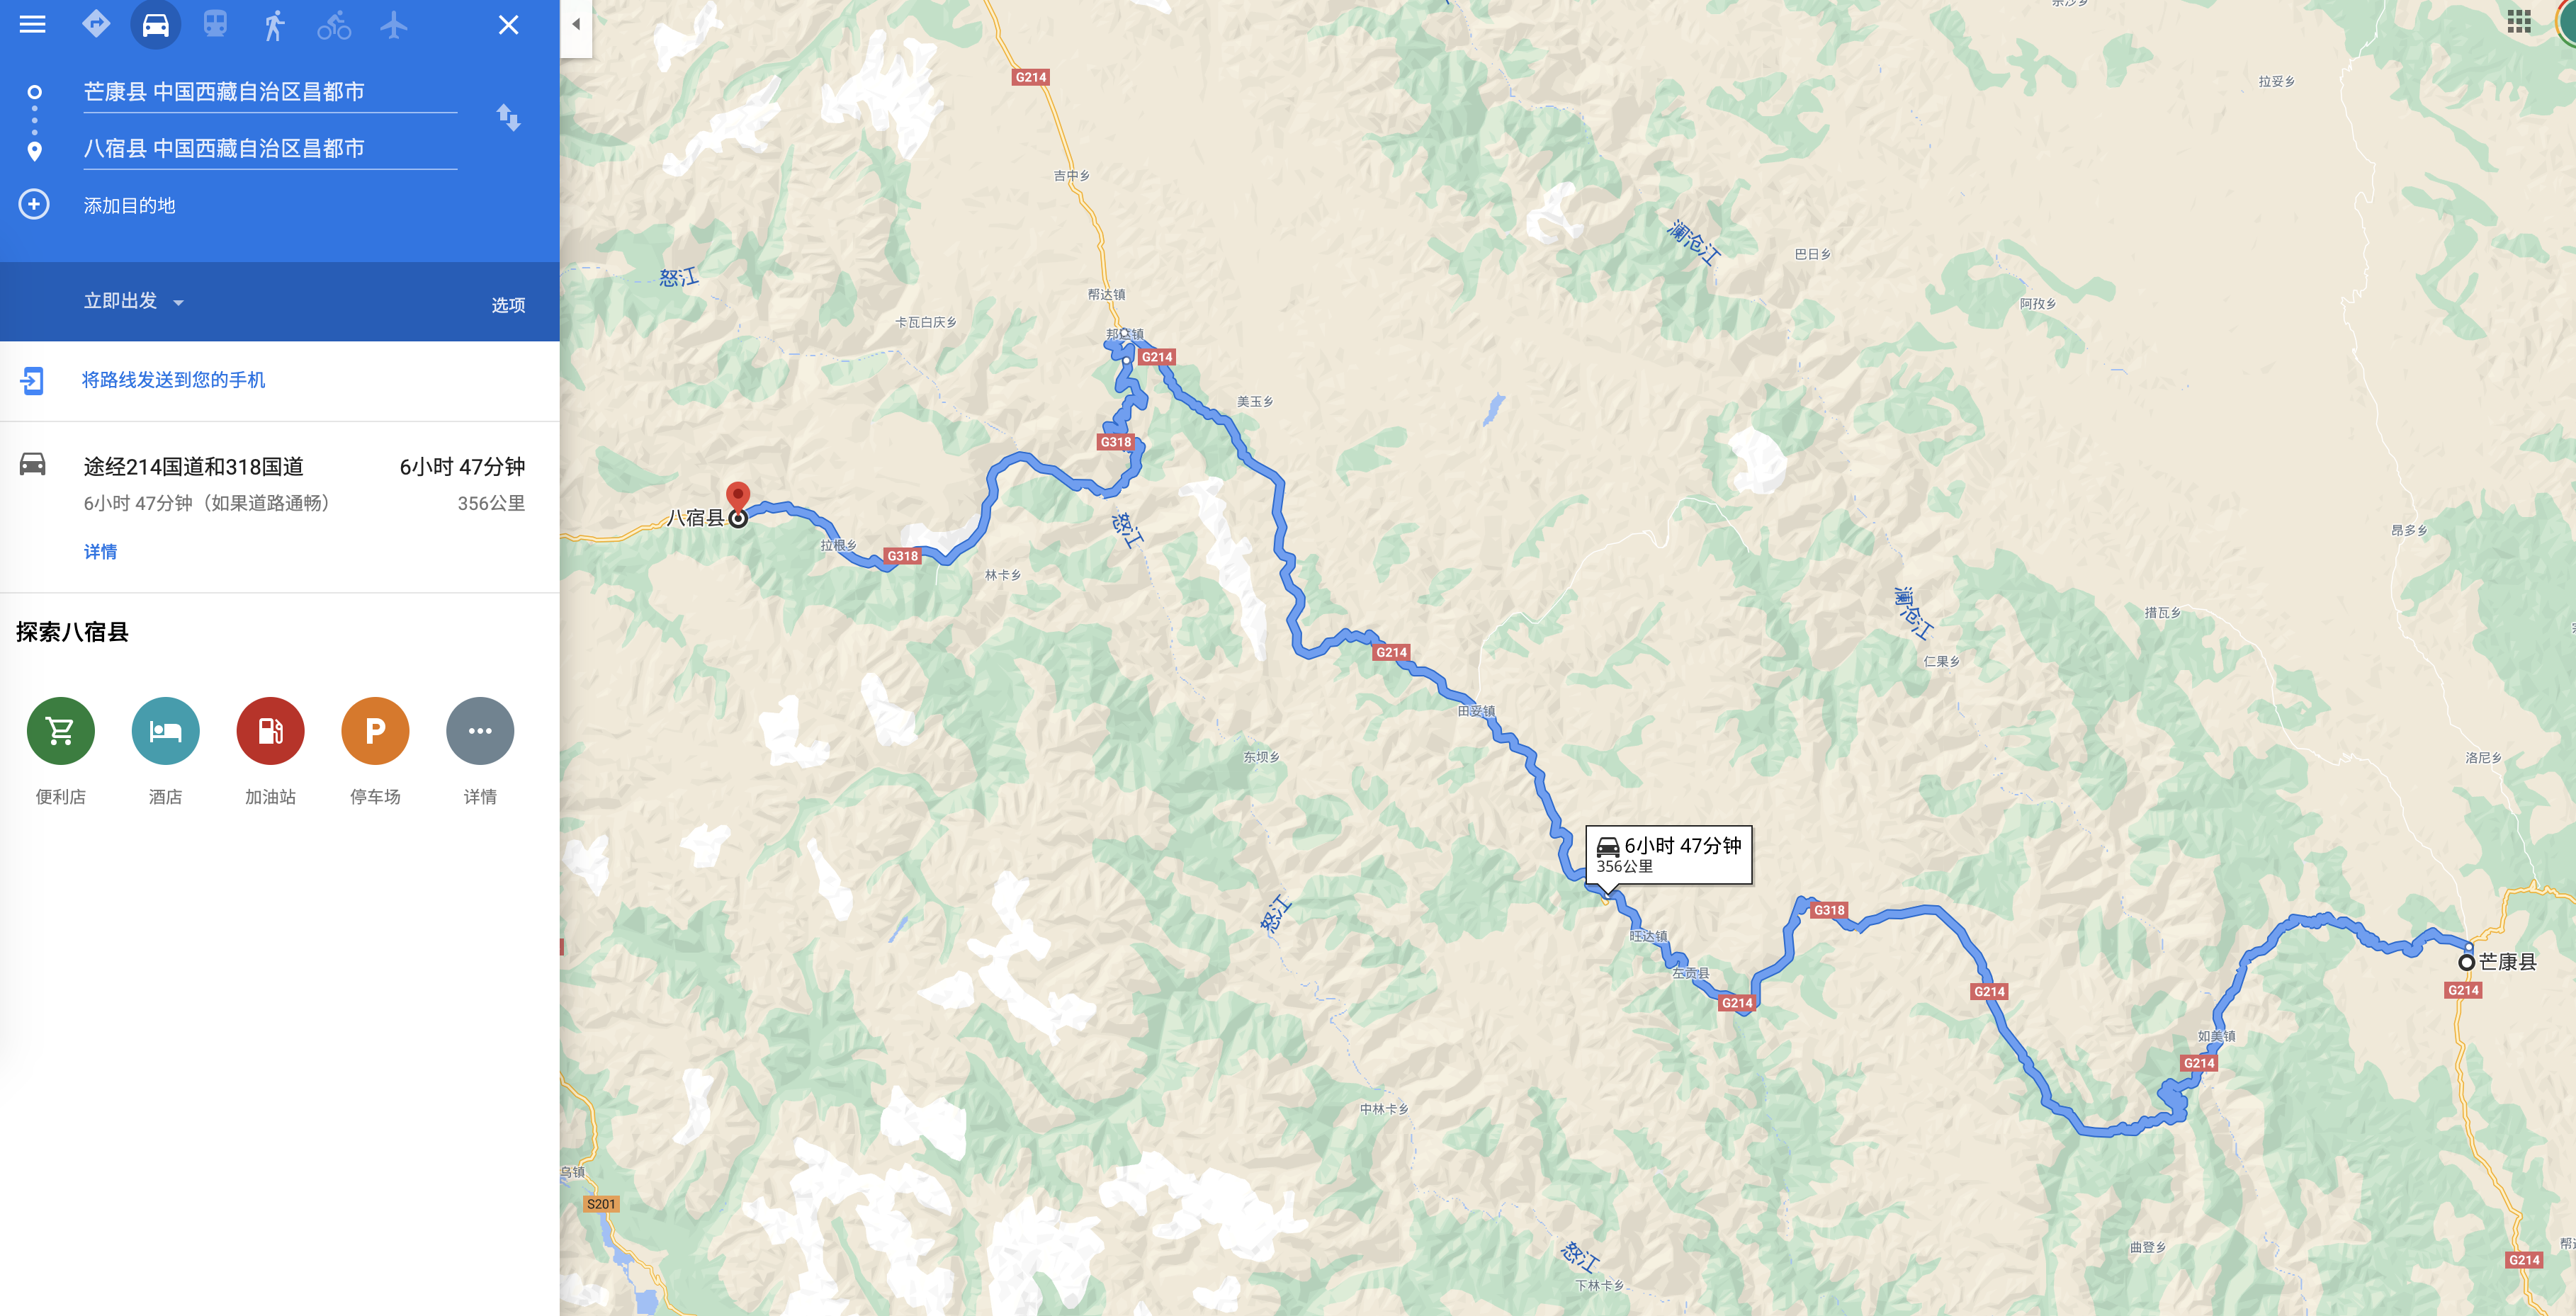 芒康县 中国西藏自治区昌都市
八宿县 中国西藏自治区昌都市
添加目的地
立即出发
选项
将路线发送到您的手机
途经214国道和318国道
6小时 47分钟
6小时 47分钟（如果道路通畅）
356公里
详情
探索八宿县
便利店
酒店
加油站
P
停车场
详情
G214
拉妥乡
吉中乡
澜沧江
巴日乡
怒江
帮达镇
阿孜乡
卡瓦白庆乡
邦达镇
G214
美玉乡
G318
八宿县
怒江
拉根乡
G318
林卡乡
昂多乡
澜沧江
措瓦乡
仁果乡
G214
田妥镇
东坝乡
洛尼乡
6小时 47分钟
356公里
怒江
G318
旺达镇
左贡县
G214
G214
芒康县
G214
如美镇
G214
中林卡乡
乌镇
S201
曲登乡
怒江
下林卡乡
G214